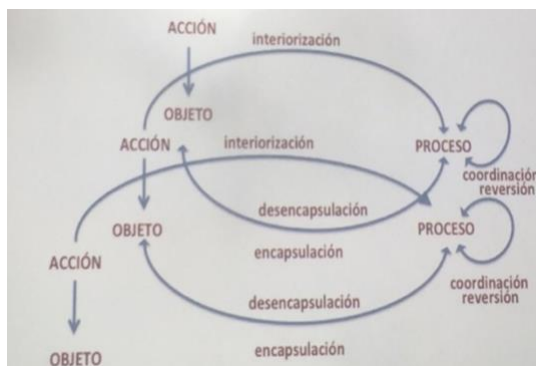 ACCIÓN
interiorización
OBJETO
ACCIÓN
interiorización
PROCESO
coordinación
reversión
desencapsulación
OBJETO
PROCESO
encapsulación
ACCIÓN
coordinación
reversión
desencapsulación
encapsulación
OBJETO